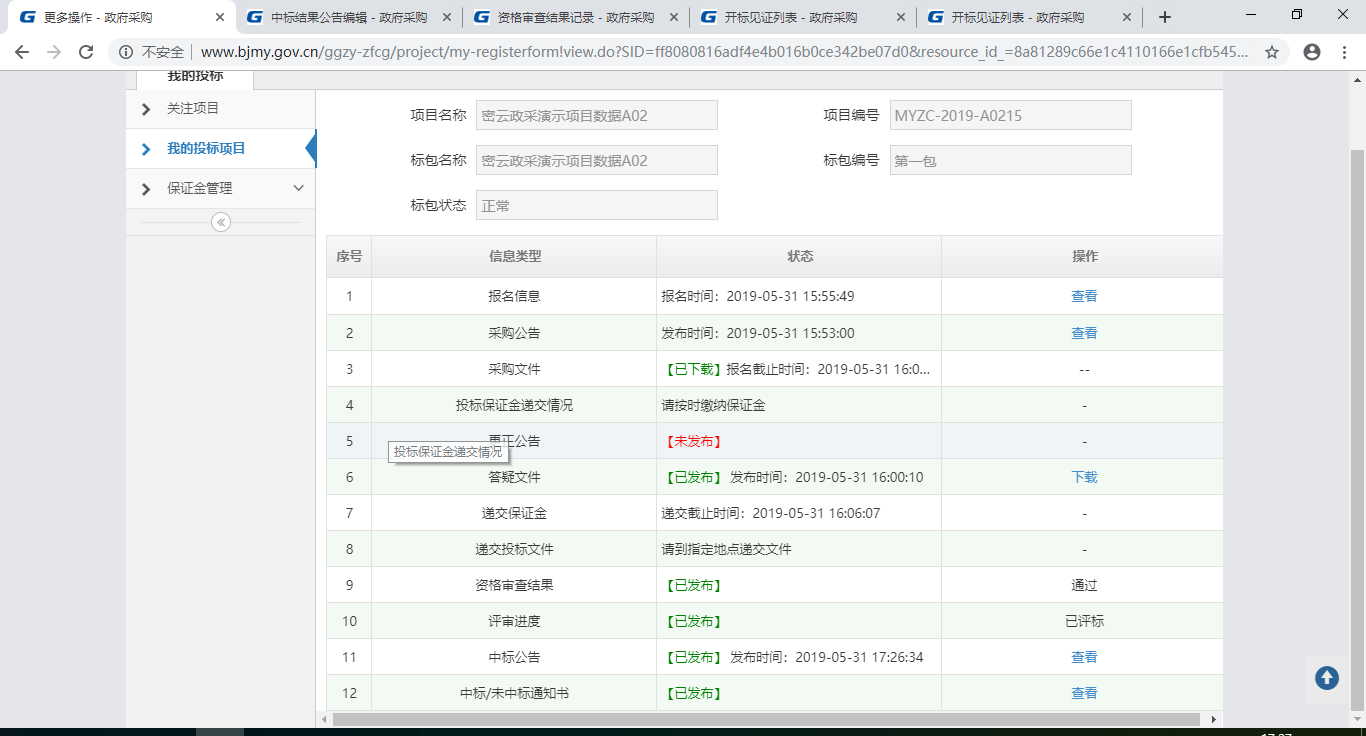 更多操作 - 政府采购
中标结果公告编辑 - 政府采购
资格审查结果记录 - 政府采购
开标见证列表 - 政府采购
开标见证列表 - 政府采购
不安全 www.bjmy.gov.cn/ggzy-zfcg/project/my-registerform!view.do?SID=ff8080816adf4e4b016b0ce342be07d0&resource_id_=8a81289c66e1c4110166e1cfb545...
我的投标
关注项目
我的投标项目
保证金管理
项目名称 密云政采演示项目数据A02 项目编号 MYZC-2019-A0215
标包名称 密云政采演示项目数据A02 标包编号 第一包
标包状态 正常
序号 信息类型 状态 操作
1 报名信息 报名时间：2019-05-31 15:55:49 查看
2 采购公告 发布时间：2019-05-31 15:53:00 查看
3 采购文件 【已下载】报名截止时间：2019-05-31 16:0... --
4 投标保证金递交情况 请按时缴纳保证金 -
5 更正公告 【未发布】 -
投标保证金递交情况
6 答疑文件 【已发布】 发布时间：2019-05-31 16:00:10 下载
7 递交保证金 递交截止时间：2019-05-31 16:06:07 -
8 递交投标文件 请到指定地点递交文件 -
9 资格审查结果 【已发布】 通过
10 评审进度 【已发布】 已评标
11 中标公告 【已发布】 发布时间：2019-05-31 17:26:34 查看
12 中标/未中标通知书 【已发布】 查看